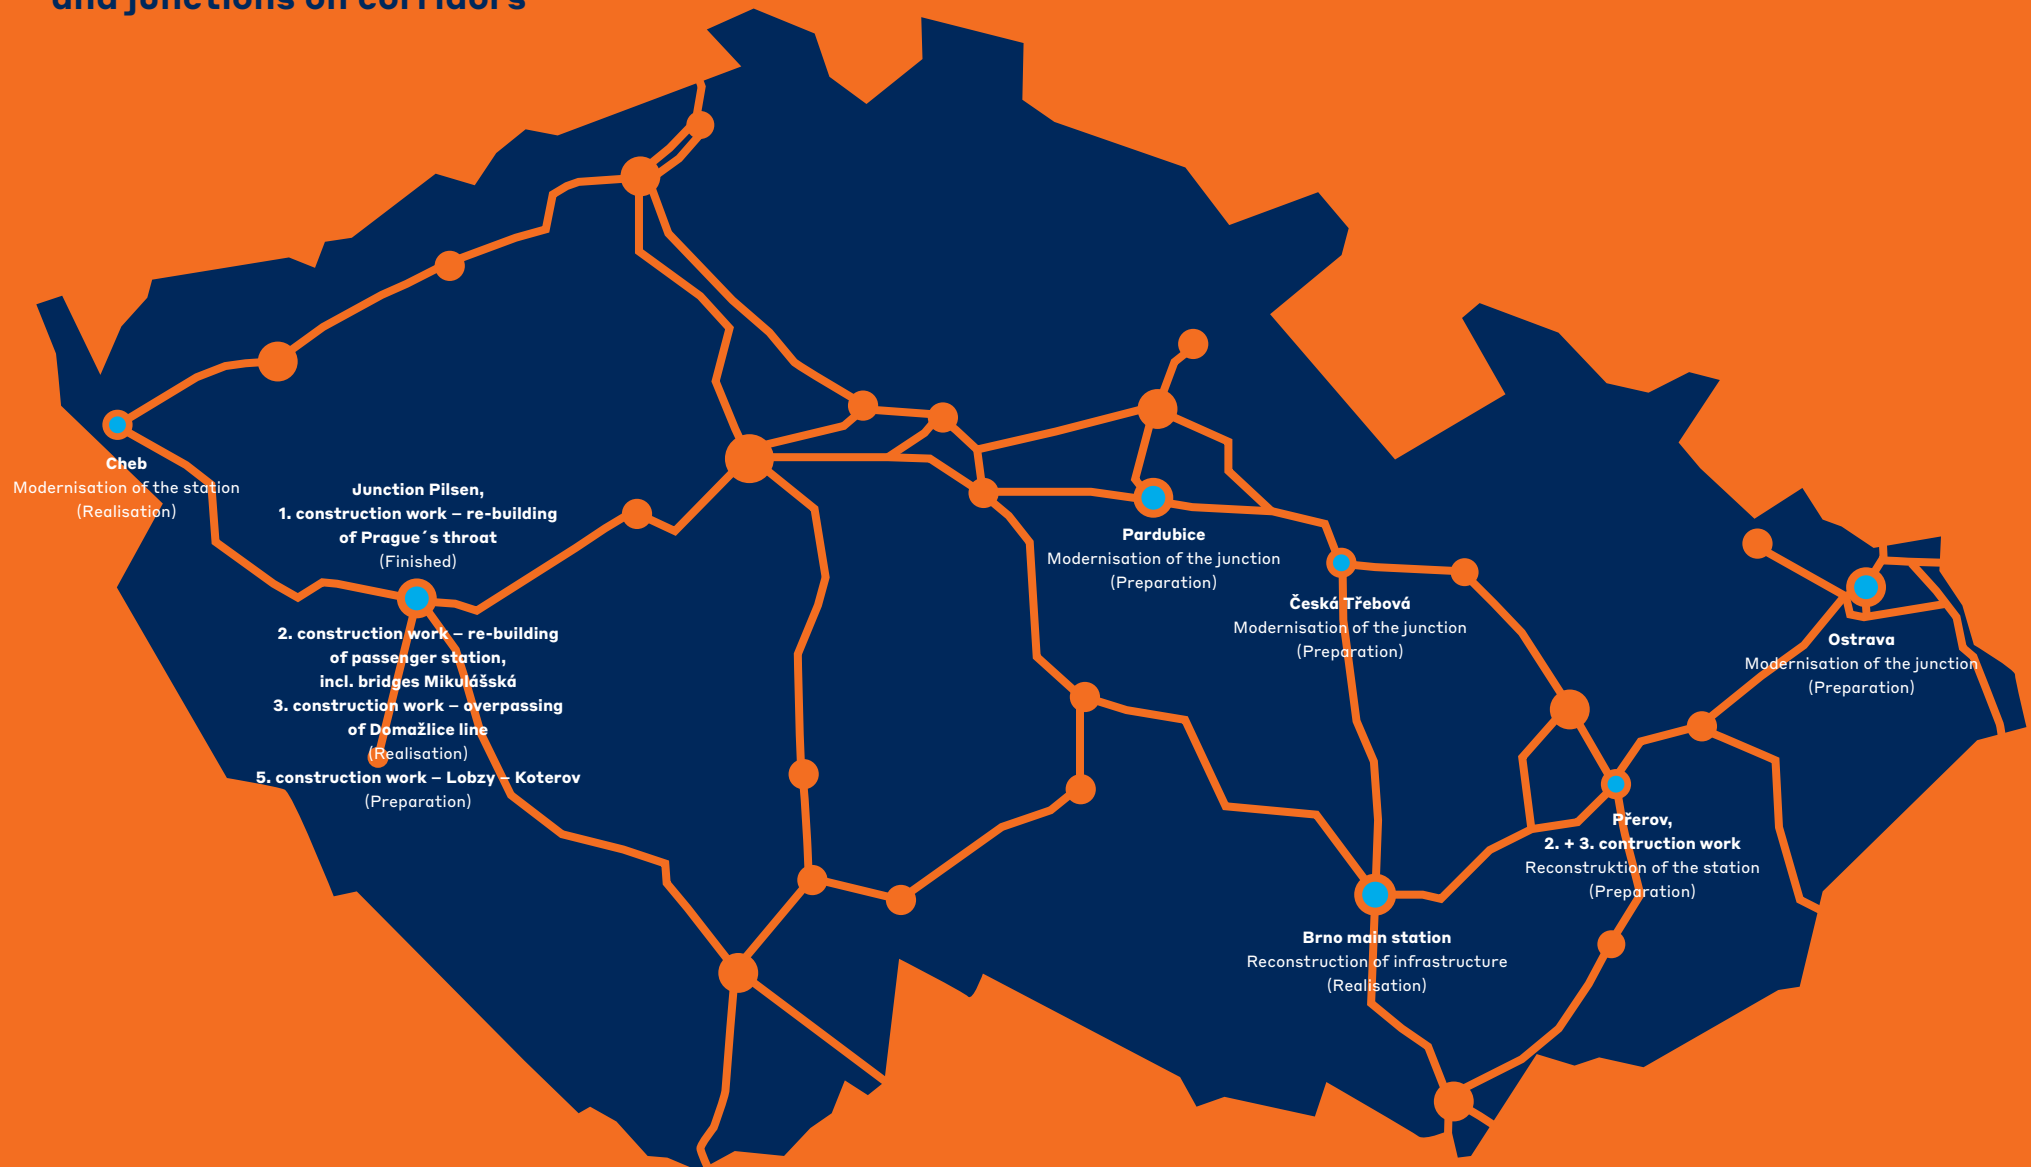 and junctions on corridors
Cheb
Modernisation of the station
(Realisation)
Junction Pilsen,
1. construction work – re-building
of Prague´s throat
(Finished)
2. construction work – re-building
of passenger station,
incl. bridges Mikulášská
3. construction work – overpassing
of Domažlice line
(Realisation)
5. construction work – Lobzy – Koterov
(Preparation)
Pardubice
Modernisation of the junction
(Preparation)
Česká Třebová
Modernisation of the junction
(Preparation)
Ostrava
Modernisation of the junction
(Preparation)
Přerov,
2. + 3. contruction work
Reconstruktion of the station
(Preparation)
Brno main station
Reconstruction of infrastructure
(Realisation)